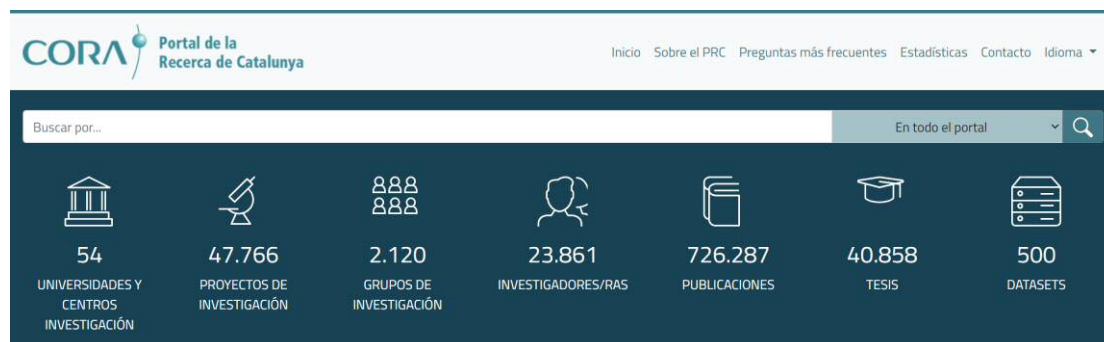 CORA Portal de la
Recerca de Catalunya
Inicio Sobre el PRC Preguntas más frecuentes Estadísticas Contacto Idioma
Buscar por...
En todo el portal
54
UNIVERSIDADES Y
CENTROS
INVESTIGACIÓN
47.766
PROYECTOS DE
INVESTIGACIÓN
2.120
GRUPOS DE
INVESTIGACIÓN
23.861
INVESTIGADORES/RAS
726.287
PUBLICACIONES
40.858
TESIS
500
DATASETS